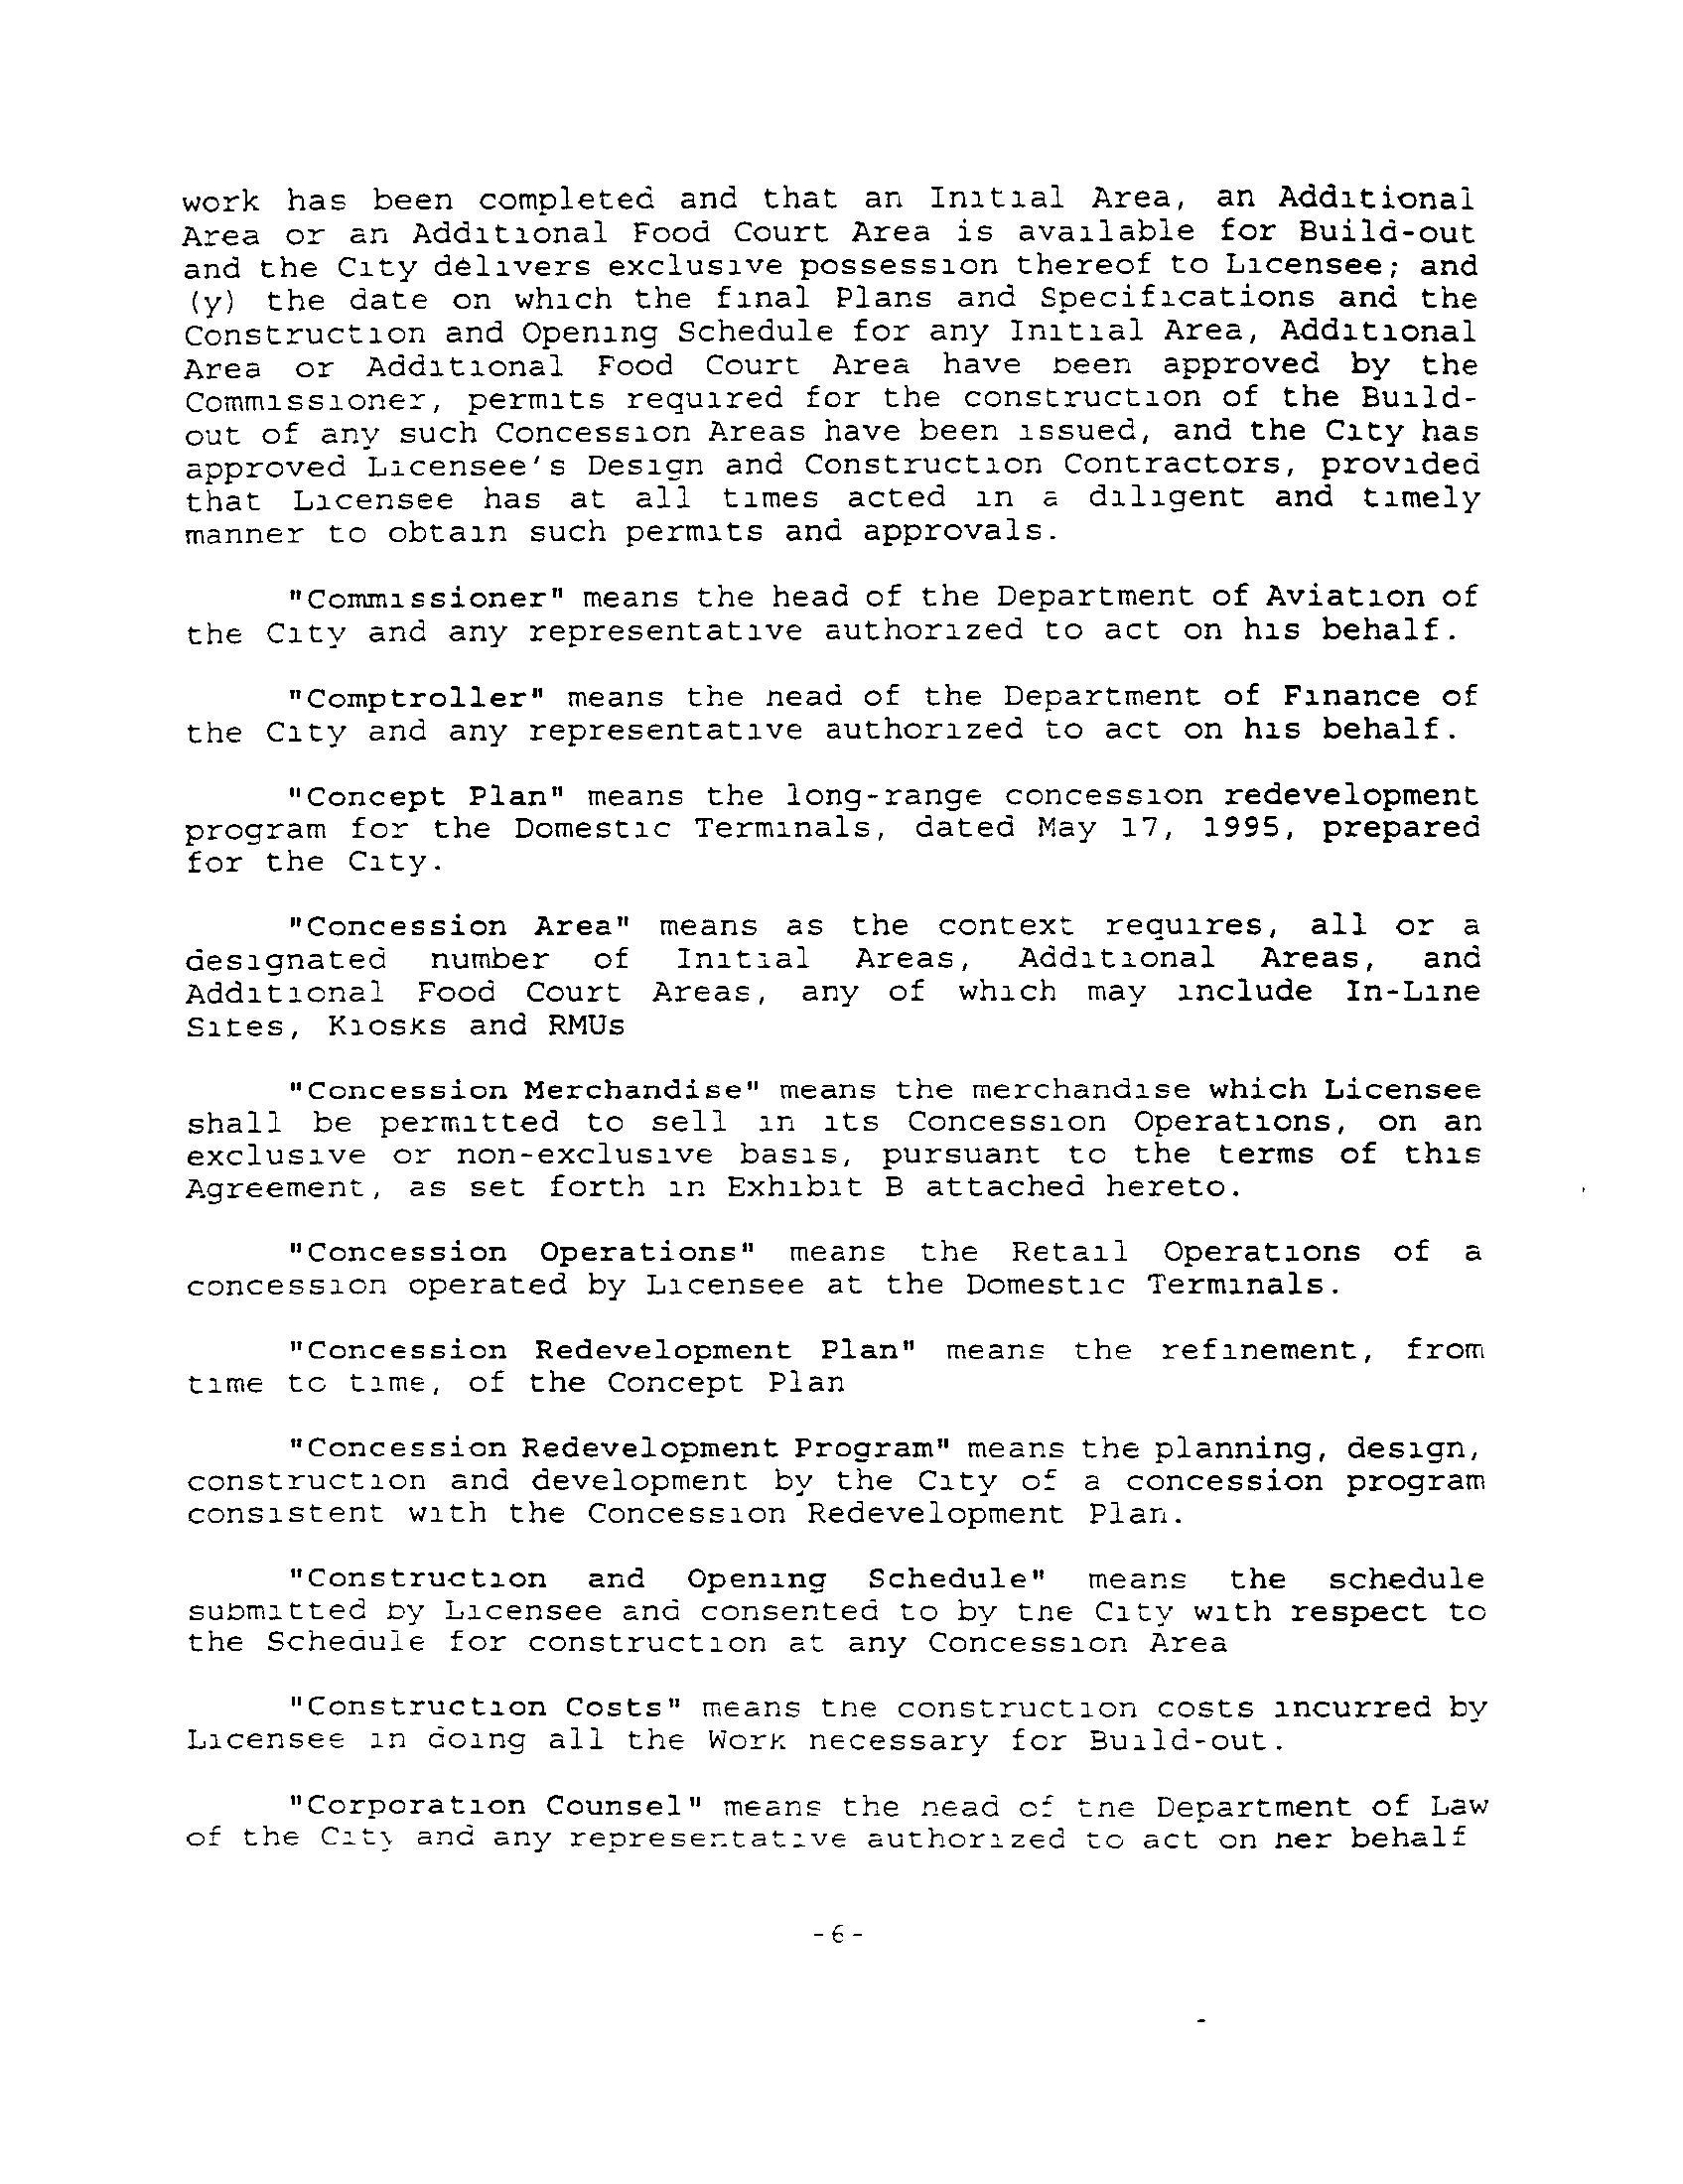 work has been completed and that an Initial Area, an Additional
Area or an Additional Food Court Area is available for Build-out
and the City delivers exclusive possession thereof to Licensee; and
(y) the date on which the final Plans and Specifications and the
Construction and Opening Schedule for any Initial Area, Additional
Area or Additional Food Court Area have been approved by the
Commissioner, permits required for the construction of the Build-
out of any such Concession Areas have been issued, and the City has
approved Licensee's Design and Construction Contractors, provided
that Licensee has at all times acted in a diligent and timely
manner to obtain such permits and approvals.
"Commissioner" means the head of the Department of Aviation of
the City and any representative authorized to act on his behalf.
"Comptroller" means the head of the Department of Finance of
the City and any representative authorized to act on his behalf.
"Concept Plan" means the long-range concession redevelopment
program for the Domestic Terminals, dated May 17, 1995, prepared
for the City.
"Concession Area" means as the context requires, all or a
designated number of Initial Areas, Additional Areas, and
Additional Food Court Areas, any of which may include In-Line
Sites, Kiosks and RMUs
"Concession Merchandise" means the merchandise which Licensee
shall be permitted to sell in its Concession Operations, on an
exclusive or non-exclusive basis, pursuant to the terms of this
Agreement, as set forth in Exhibit B attached hereto.
"Concession Operations" means the Retail Operations of a
concession operated by Licensee at the Domestic Terminals.
"Concession Redevelopment Plan" means the refinement, from
time to time, of the Concept Plan
"Concession Redevelopment Program" means the planning, design,
construction and development by the City of a concession program
consistent with the Concession Redevelopment Plan.
"Construction and Opening Schedule" means the schedule
submitted by Licensee and consented to by the City with respect to
the Schedule for construction at any Concession Area
"Construction Costs" means the construction costs incurred by
Licensee in doing all the Work necessary for Build-out.
"Corporation Counsel" means the head of the Department of Law
of the City and any representative authorized to act on her behalf
-6-